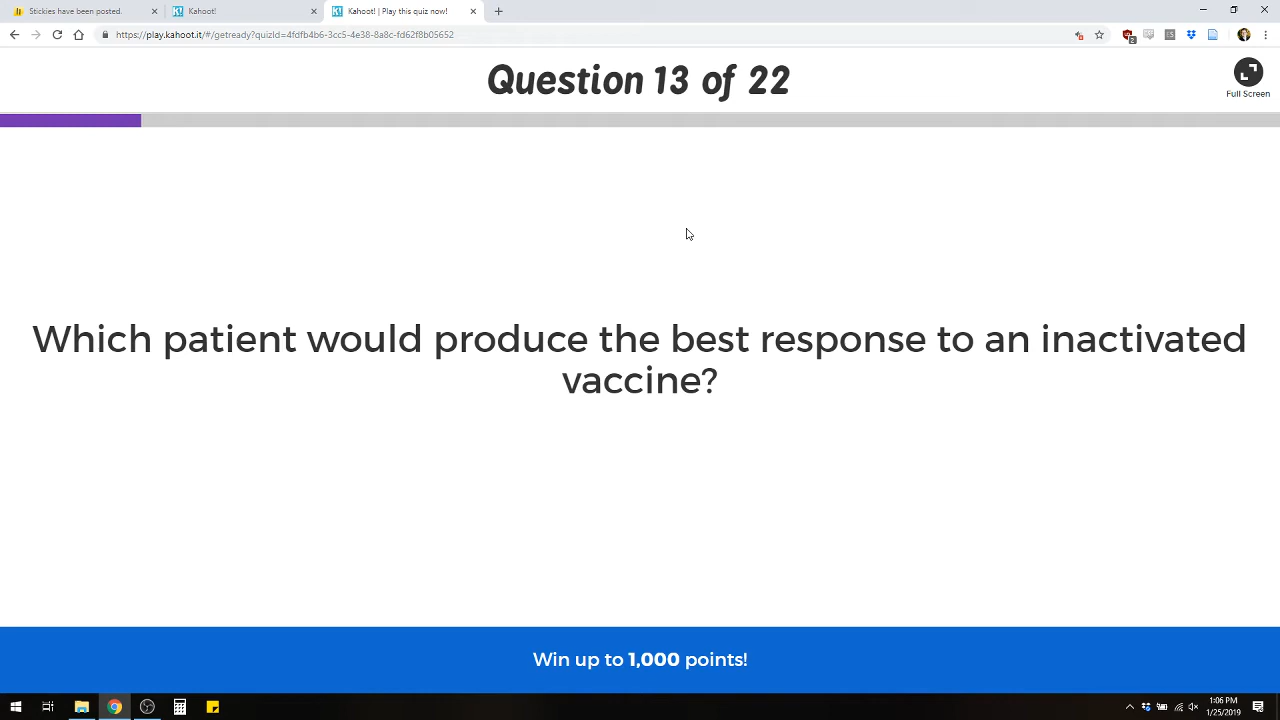 Stickies have been posted.
Kahoot!
Kahoot! | Play this quiz now!
https://play.kahoot.it/#/getready?quizId=4fdfb4b6-3cc5-4e38-8a8c-fd62f8b05652
Question 13 of 22
Full Screen
Which patient would produce the best response to an inactivated
vaccine?
Win up to 1,000 points!
1:06 PM
1/25/2019